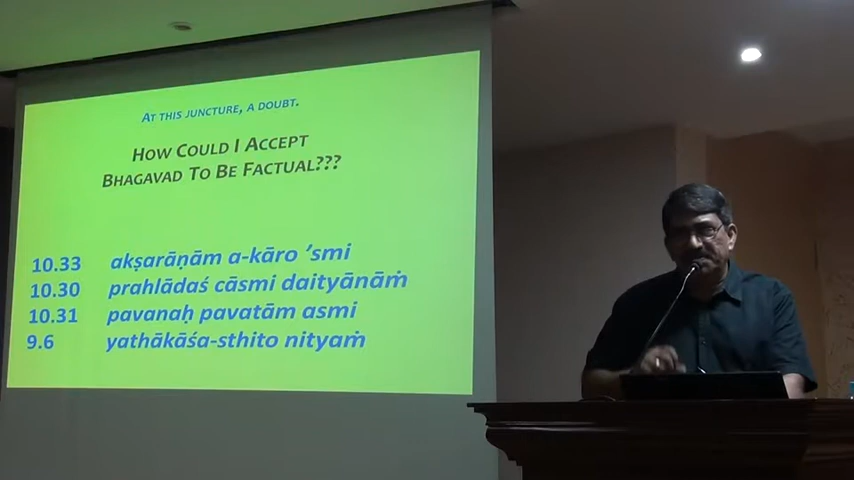 AT THIS JUNCTURE, A DOUBT.
HOW COULD I ACCEPT
BHAGAVAD TO BE FACTUAL???
10.33 akṣarāṇām a-kāro ’smi
10.30 prahlādaś cāsmi daityānāṁ
10.31 pavanaḥ pavatām asmi
9.6 yathākāśa-sthito nityaṁ